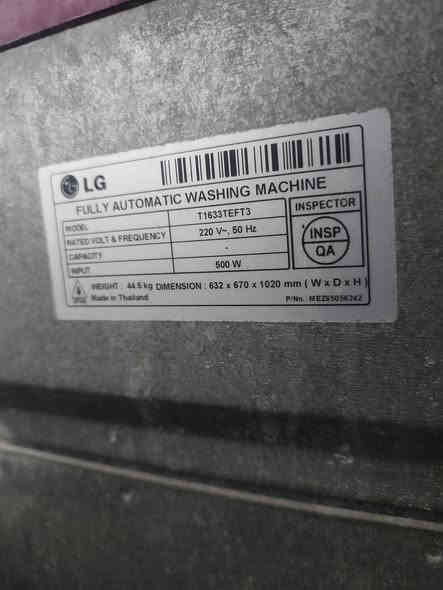 LG
FULLY AUTOMATIC WASHING MACHINE
MODEL T1633TEFT3 INSPECTOR
RATED VOLT & FREQUENCY 220 V~, 50 Hz INSP
CAPACITY - QA
INPUT 500 W
WEIGHT : 44.5 kg DIMENSION : 632 x 670 x 1020 mm ( W x D x H )
Made in Thailand P/No.